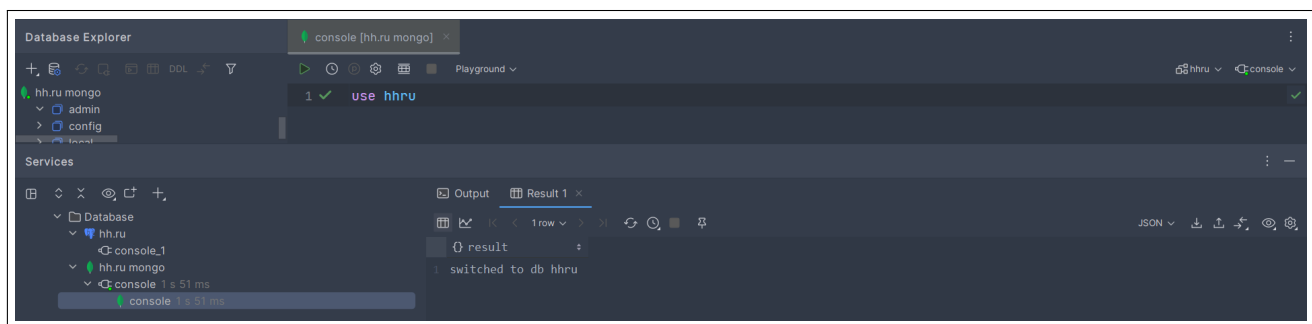 Database Explorer
console [hh.ru mongo]
DDL
Playground
hhru
console
hh.ru mongo
admin
config
local
1 use hhru
Services
Database
hh.ru
console_1
hh.ru mongo
console 1 s 51 ms
console 1 s 51 ms
Output
Result 1
1 row
JSON
{} result
1 switched to db hhru